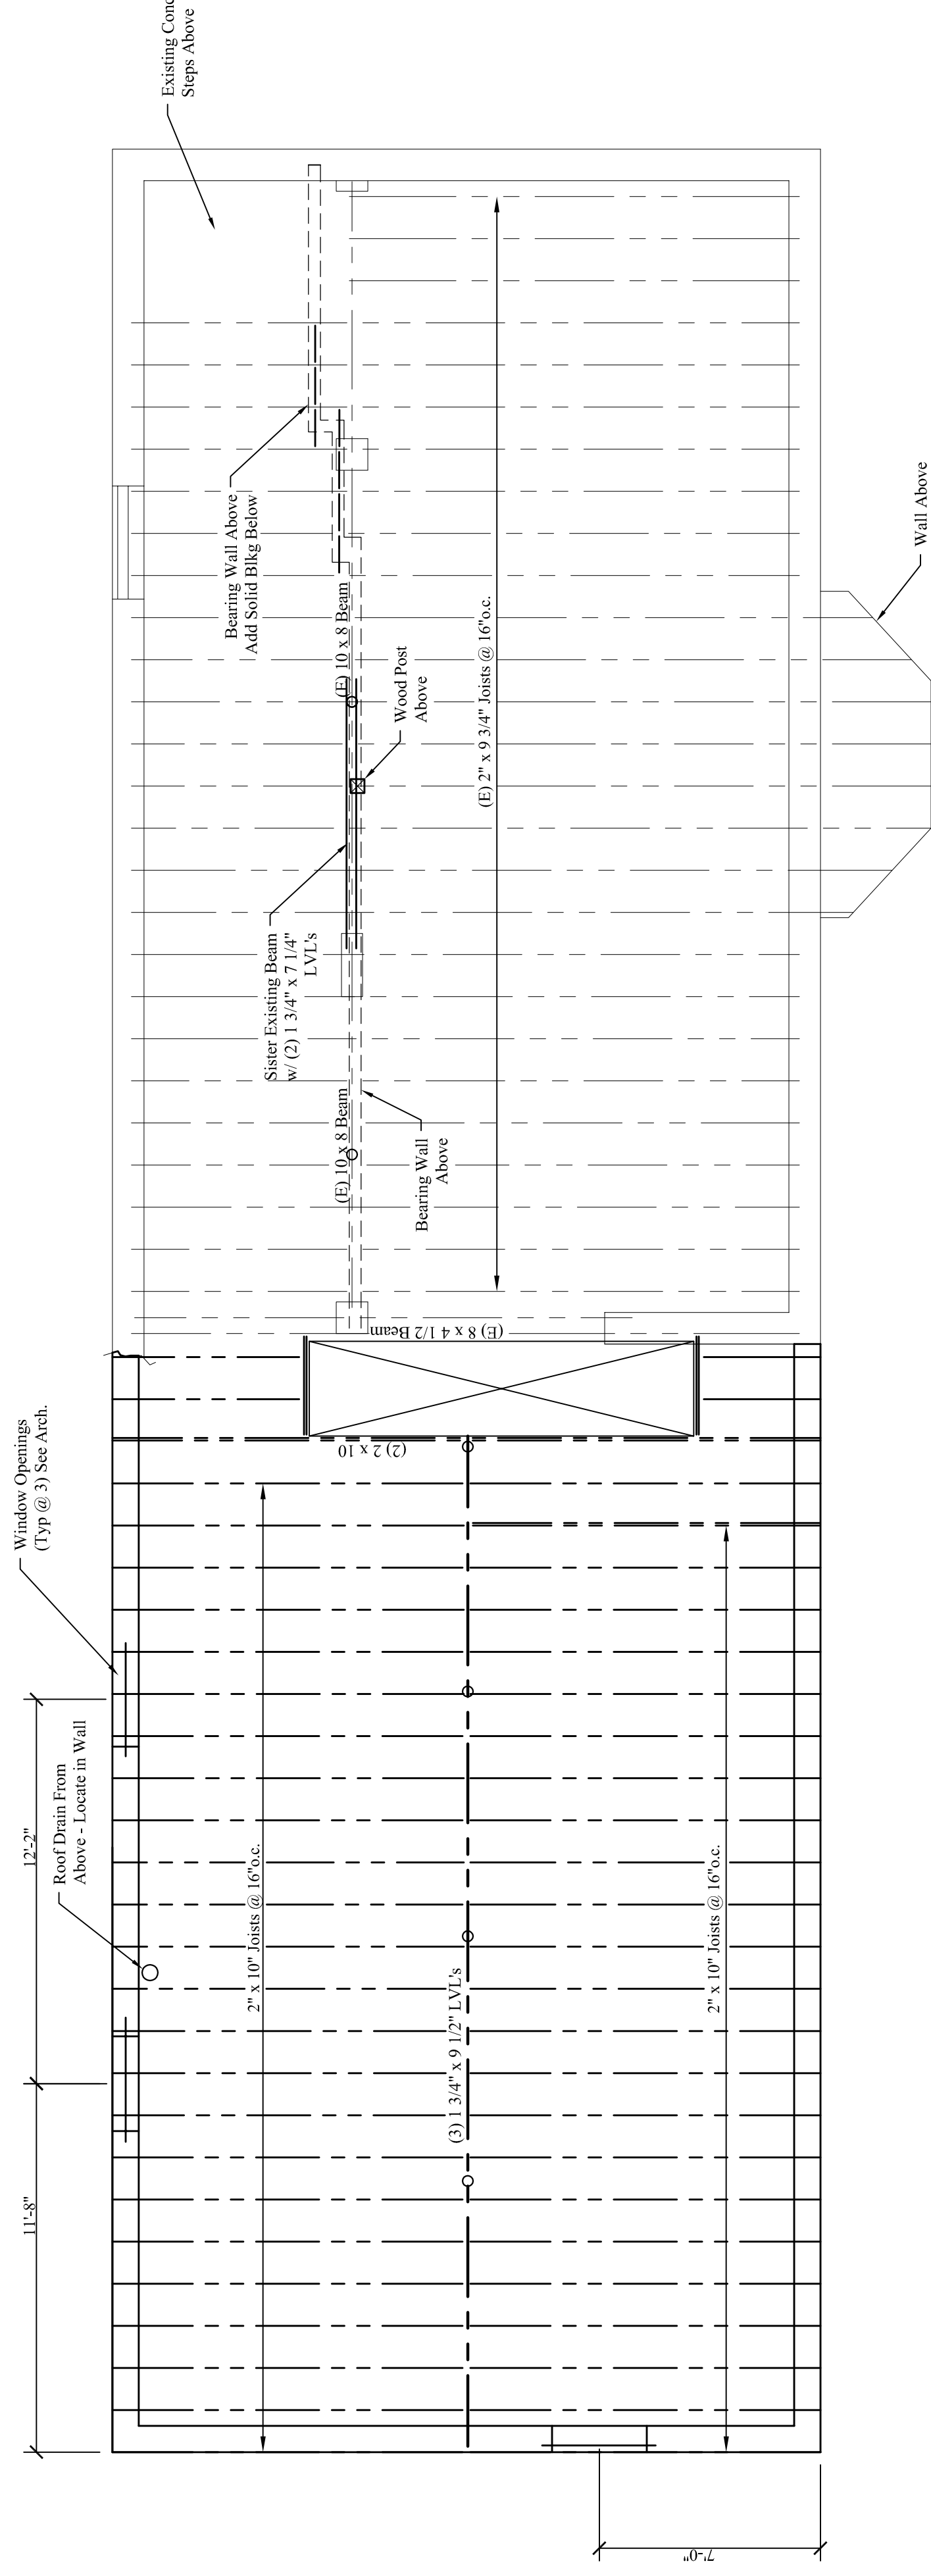 Existing Conc
Steps Above
Bearing Wall Above
Add Solid Blkg Below
Wall Above
(E) 10 x 8 Beam
Wood Post
Above
(E) 2" x 9 3/4" Joists @ 16"o.c.
Sister Existing Beam
w/ (2) 1 3/4" x 7 1/4"
LVL's
(E) 10 x 8 Beam
Bearing Wall
Above
(E) 8 x 4 1/2 Beam
(2) 2 x 10
Window Openings
(Typ @ 3) See Arch.
12'-2"
Roof Drain From
Above - Locate in Wall
2" x 10" Joists @ 16"o.c.
(3) 1 3/4" x 9 1/2" LVL's
2" x 10" Joists @ 16"o.c.
11'-8"
7'-0"